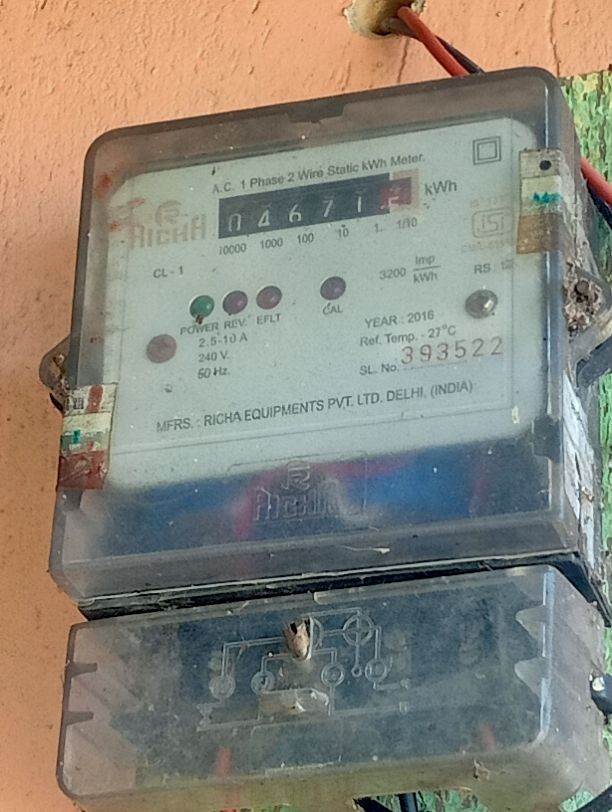 A.C. 1 Phase 2 Wire Static kWh Meter.
RICHA
0 4 6 7 1 kWh
10000 1000 100 10 1 1/10
CL - 1
3200 Imp/kWh
RS :
POWER REV. EFLT CAL
2.5-10 A
240 V.
50 Hz.
YEAR : 2016
Ref. Temp. - 27°C
SL. No. 393522
MFRS. : RICHA EQUIPMENTS PVT. LTD. DELHI, (INDIA)
RICHA